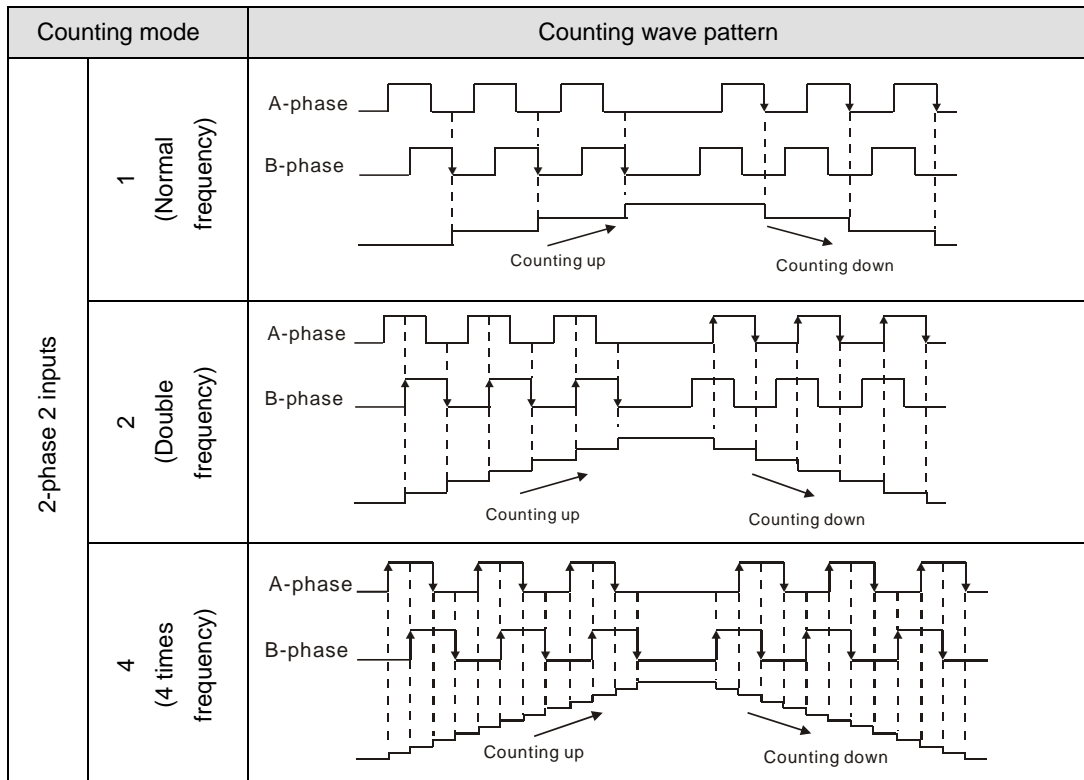 Counting mode
Counting wave pattern
2-phase 2 inputs
1
(Normal
frequency)
A-phase
B-phase
Counting up
Counting down
2
(Double
frequency)
A-phase
B-phase
Counting up
Counting down
4
(4 times
frequency)
A-phase
B-phase
Counting up
Counting down